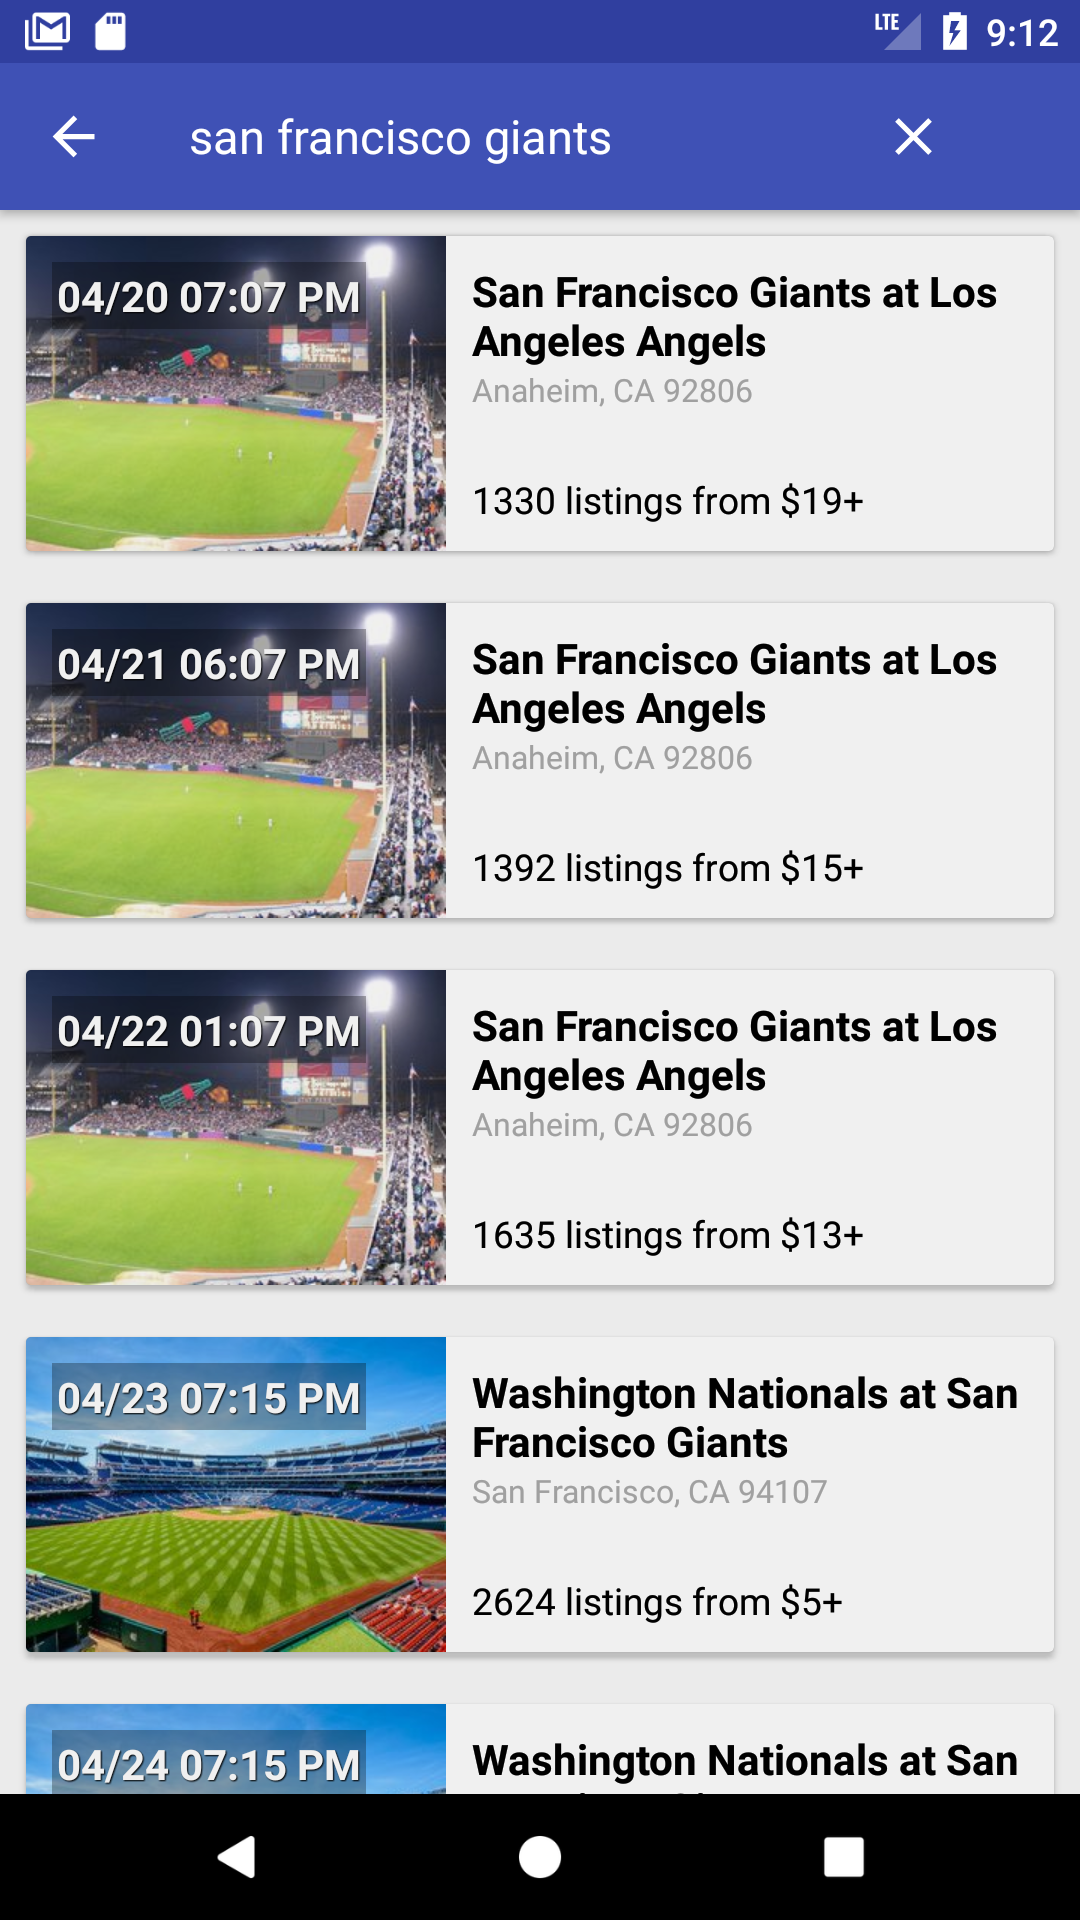 LTE 9:12
san francisco giants
04/20 07:07 PM
San Francisco Giants at Los
Angeles Angels
Anaheim, CA 92806
1330 listings from $19+
04/21 06:07 PM
San Francisco Giants at Los
Angeles Angels
Anaheim, CA 92806
1392 listings from $15+
04/22 01:07 PM
San Francisco Giants at Los
Angeles Angels
Anaheim, CA 92806
1635 listings from $13+
04/23 07:15 PM
Washington Nationals at San
Francisco Giants
San Francisco, CA 94107
2624 listings from $5+
04/24 07:15 PM
Washington Nationals at San